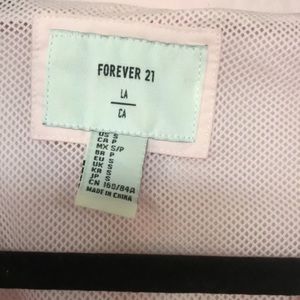 FOREVER 21
LA
CA
US S
CA P
MX S/P
BR P
EU S
UK S
KR S
JP S
CN 160/84A
MADE IN CHINA